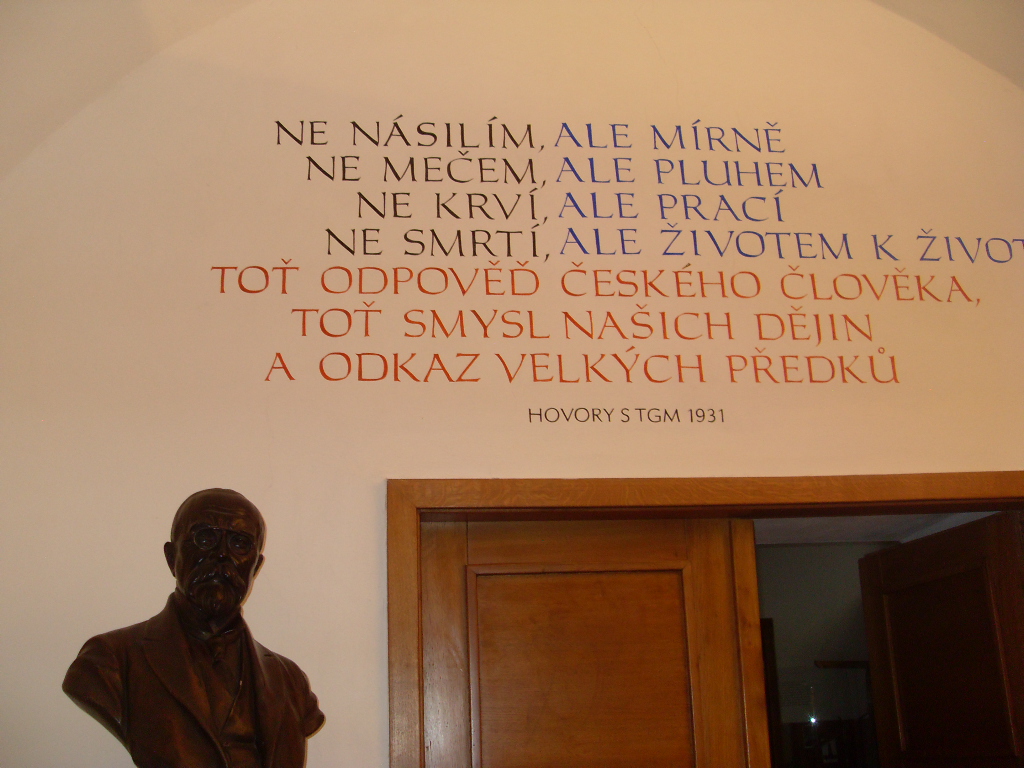 NE NÁSILÍM, ALE MÍRNĚ
NE MEČEM, ALE PLUHEM
NE KRVÍ, ALE PRACÍ
NE SMRTÍ, ALE ŽIVOTEM K ŽIVOT
TOŤ ODPOVĚĎ ČESKÉHO ČLOVĚKA,
TOŤ SMYSL NAŠICH DĚJIN
A ODKAZ VELKÝCH PŘEDKŮ
HOVORY S TGM 1931